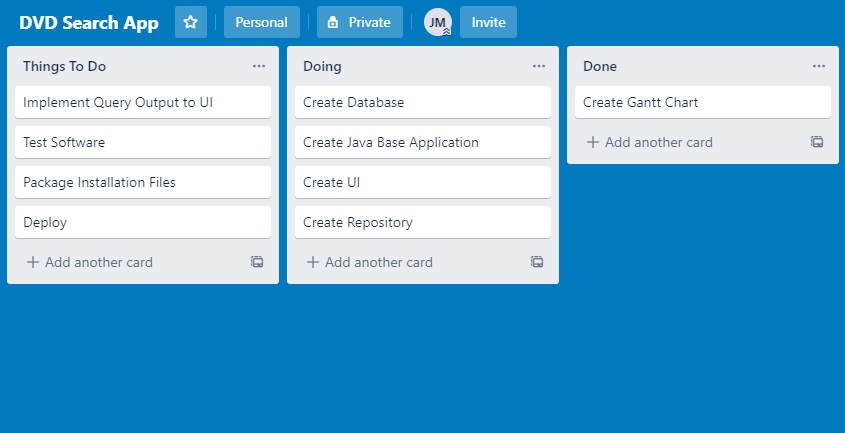 DVD Search App
Personal
Private
JM
Invite
Things To Do
Implement Query Output to UI
Test Software
Package Installation Files
Deploy
Add another card
Doing
Create Database
Create Java Base Application
Create UI
Create Repository
Add another card
Done
Create Gantt Chart
Add another card